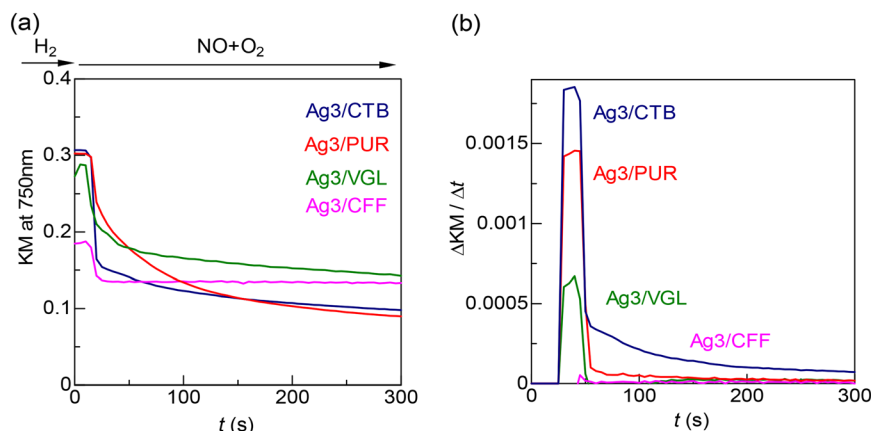 (a)
H2
NO+O2
0.4
0.3
0.2
0.1
0
KM at 750nm
Ag3/CTB
Ag3/PUR
Ag3/VGL
Ag3/CFF
0
100
200
300
t (s)
(b)
0.0015
0.001
0.0005
0
ΔKM / Δt
Ag3/CTB
Ag3/PUR
Ag3/VGL
Ag3/CFF
0
100
200
300
t (s)